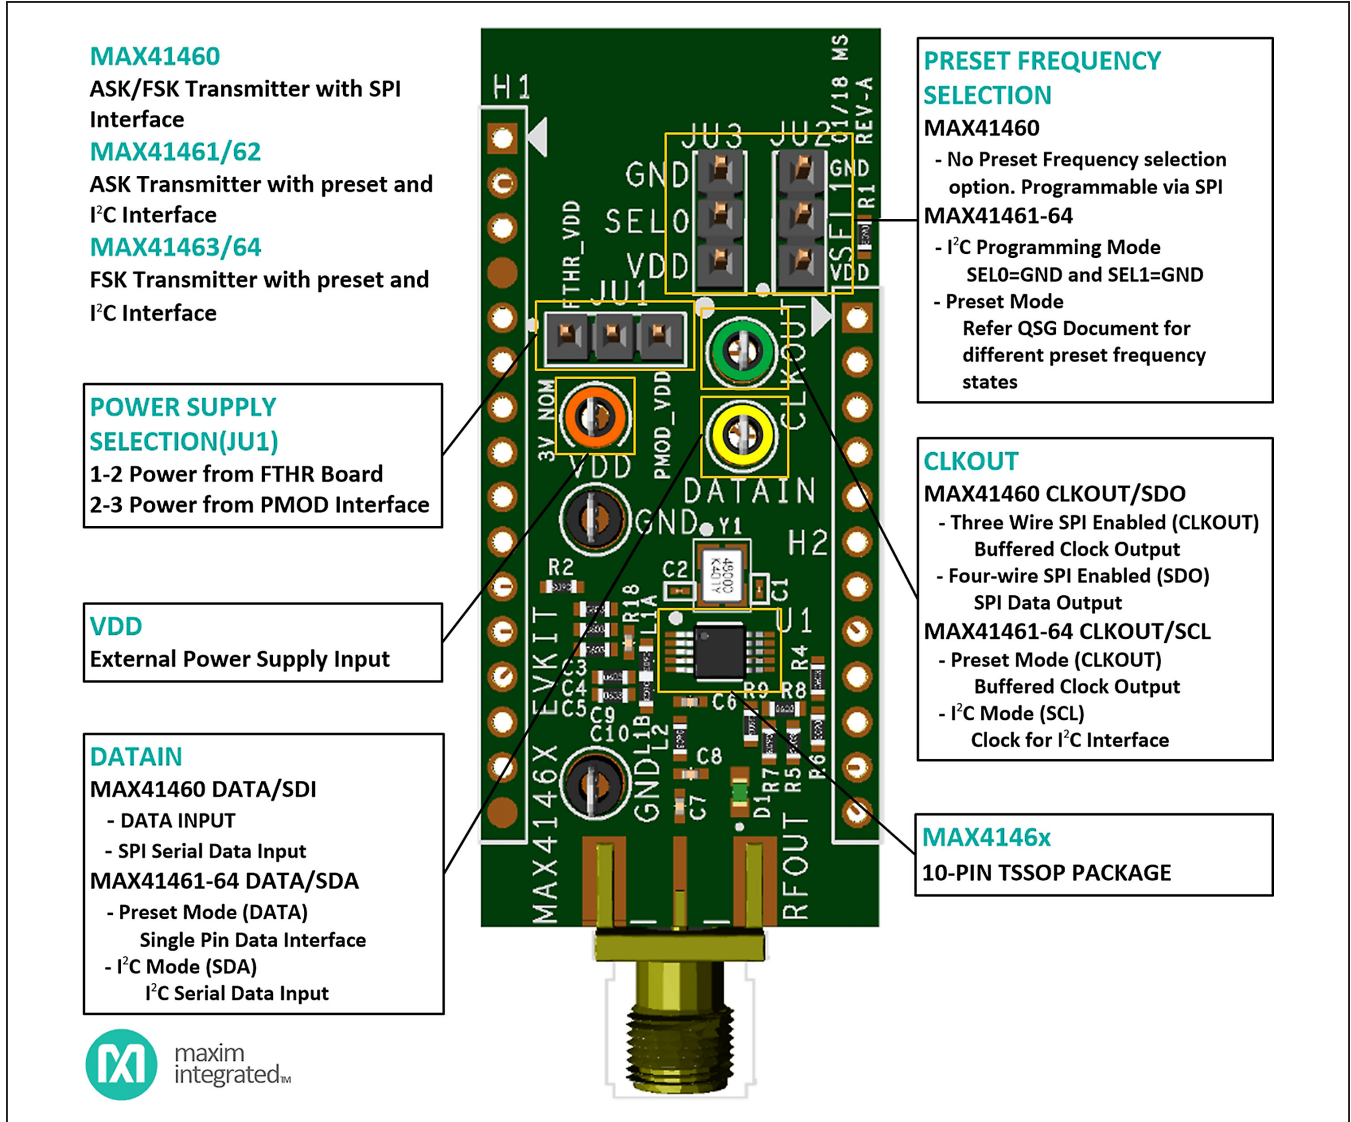 MAX41460
ASK/FSK Transmitter with SPI
Interface
MAX41461/62
ASK Transmitter with preset and
I²C Interface
MAX41463/64
FSK Transmitter with preset and
I²C Interface
POWER SUPPLY
SELECTION(JU1)
1-2 Power from FTHR Board
2-3 Power from PMOD Interface
VDD
External Power Supply Input
DATAIN
MAX41460 DATA/SDI
- DATA INPUT
- SPI Serial Data Input
MAX41461-64 DATA/SDA
- Preset Mode (DATA)
Single Pin Data Interface
- I²C Mode (SDA)
I²C Serial Data Input
maxim
integrated™
H1
01/18 MS
REV-A
JU3
JU2
GND
SEL0
VDD
GND
SEL1
VDD
R1
FTHR_VDD
JU1
CLKOUT
3V NOM
PMOD_VDD
VDD
DATAIN
GND
Y1
H2
R2
C2
4900D
K4D1Y
C1
R18
L1A
U1
R4
C3
C4
C5
C9
C10
L1B
L2
C6
R9
R8
C8
R7
R5
R6
C7
D1
GND
MAX4146X EVKIT
RFOUT
PRESET FREQUENCY
SELECTION
MAX41460
- No Preset Frequency selection
option. Programmable via SPI
MAX41461-64
- I²C Programming Mode
SEL0=GND and SEL1=GND
- Preset Mode
Refer QSG Document for
different preset frequency
states
CLKOUT
MAX41460 CLKOUT/SDO
- Three Wire SPI Enabled (CLKOUT)
Buffered Clock Output
- Four-wire SPI Enabled (SDO)
SPI Data Output
MAX41461-64 CLKOUT/SCL
- Preset Mode (CLKOUT)
Buffered Clock Output
- I²C Mode (SCL)
Clock for I²C Interface
MAX4146x
10-PIN TSSOP PACKAGE